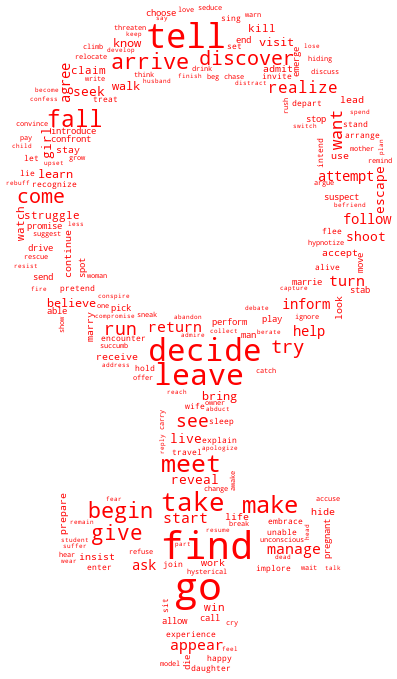 love seduce
choose say warn
threaten sing
keep tell kill
know set end visit lose
climb develop emerge hiding
write arrive discover
relocate claim husband drink admit discuss
agree think finish beg chase invite
seek walk distract realize
become treat rush depart lead
confess fall stop spend
convince introduce want switch stand
pay girl confront arrange plan
child upset stay intend use mother
let grow remind
lie learn attempt escape
rebuff recognize argue
come suspect befriend
watch struggle follow
promise less flee shoot
suggest continue hypnotize
drive spot accept move
rescue woman
resist send alive turn
fire pretend marrie stab
conspire capture
believe one abandon debate inform look
able pick sneak
show marry compromise perform play ignore
run return man help
encounter admire collect berate
succumb decide try
receive
address hold leave catch
offer
reach bring
wife owner
carry abduct
see sleep
reply live explain
travel apologize
meet
reveal awake
change
prepare fear take make accuse
begin life hide
remain start resume break embrace
student give find unable head pregnant
suffer refuse part unconscious manage
hear insist dead
wear enter ask join work implore wait talk
hysterical
go
sit win
allow call cry
experience
appear feel
model die happy
daughter